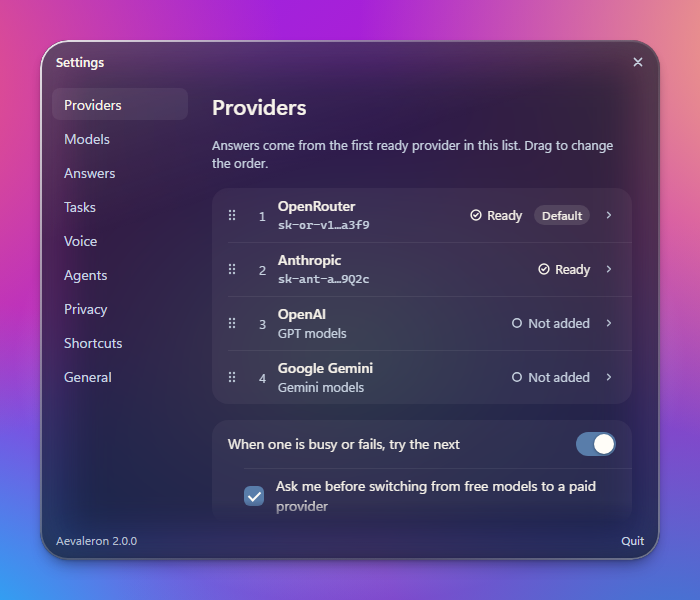 Settings
Providers
Models
Answers
Tasks
Voice
Agents
Privacy
Shortcuts
General
Providers
Answers come from the first ready provider in this list. Drag to change
the order.
1 OpenRouter Ready Default
sk-or-v1…a3f9
2 Anthropic Ready
sk-ant-a…9Q2c
3 OpenAI Not added
GPT models
4 Google Gemini Not added
Gemini models
When one is busy or fails, try the next
Ask me before switching from free models to a paid
provider
Aevaleron 2.0.0
Quit